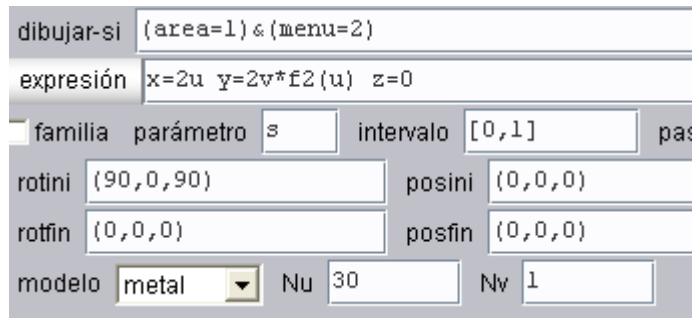 dibujar-si (area=1)&(menu=2)
expresión x=2u y=2v*f2(u) z=0
familia parámetro s intervalo [0,1] pas
rotini (90,0,90) posini (0,0,0)
rotfin (0,0,0) posfin (0,0,0)
modelo metal Nu 30 Nv 1